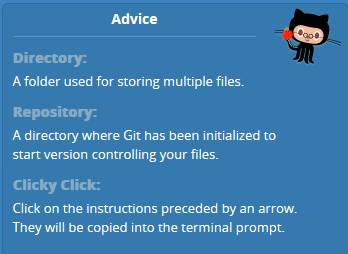 Advice
Directory:
A folder used for storing multiple files.
Repository:
A directory where Git has been initialized to
start version controlling your files.
Clicky Click:
Click on the instructions preceded by an arrow.
They will be copied into the terminal prompt.